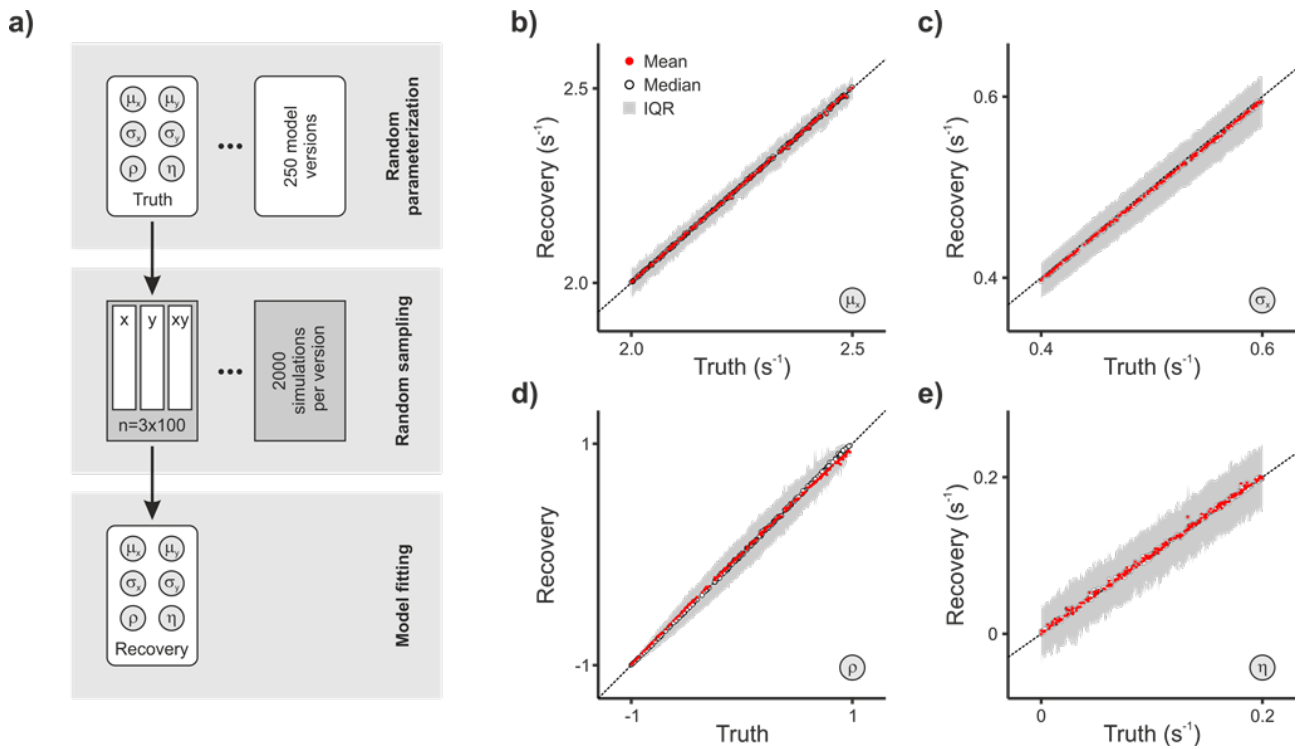 a)
μx μy
σx σy
ρ η
Truth
•••
250 model
versions
Random
parameterization
x y xy
n=3x100
•••
2000
simulations
per version
Random sampling
μx μy
σx σy
ρ η
Recovery
Model fitting
b)
Mean
Median
IQR
Recovery (s⁻¹)
2.5
2.0
2.0 2.5
Truth (s⁻¹)
μx
c)
Recovery (s⁻¹)
0.6
0.4
0.4 0.6
Truth (s⁻¹)
σx
d)
Recovery
1
-1
-1 1
Truth
ρ
e)
Recovery (s⁻¹)
0.2
0
0 0.2
Truth (s⁻¹)
η